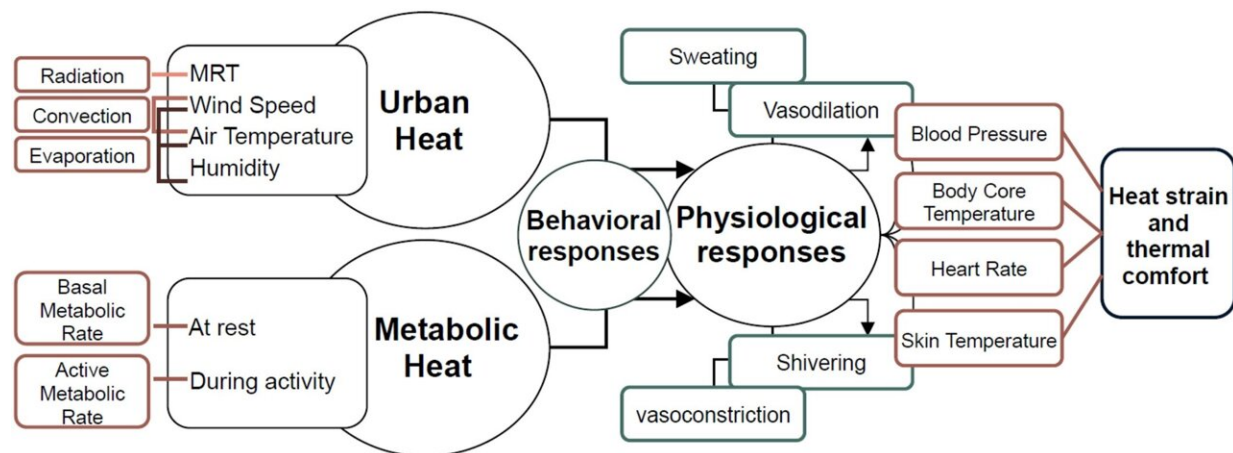 Radiation
Convection
Evaporation
MRT
Wind Speed
Air Temperature
Humidity
Urban
Heat
Basal
Metabolic
Rate
Active
Metabolic
Rate
At rest
During activity
Metabolic
Heat
Behavioral
responses
Physiological
responses
Sweating
Vasodilation
Shivering
vasoconstriction
Blood Pressure
Body Core
Temperature
Heart Rate
Skin Temperature
Heat strain
and
thermal
comfort